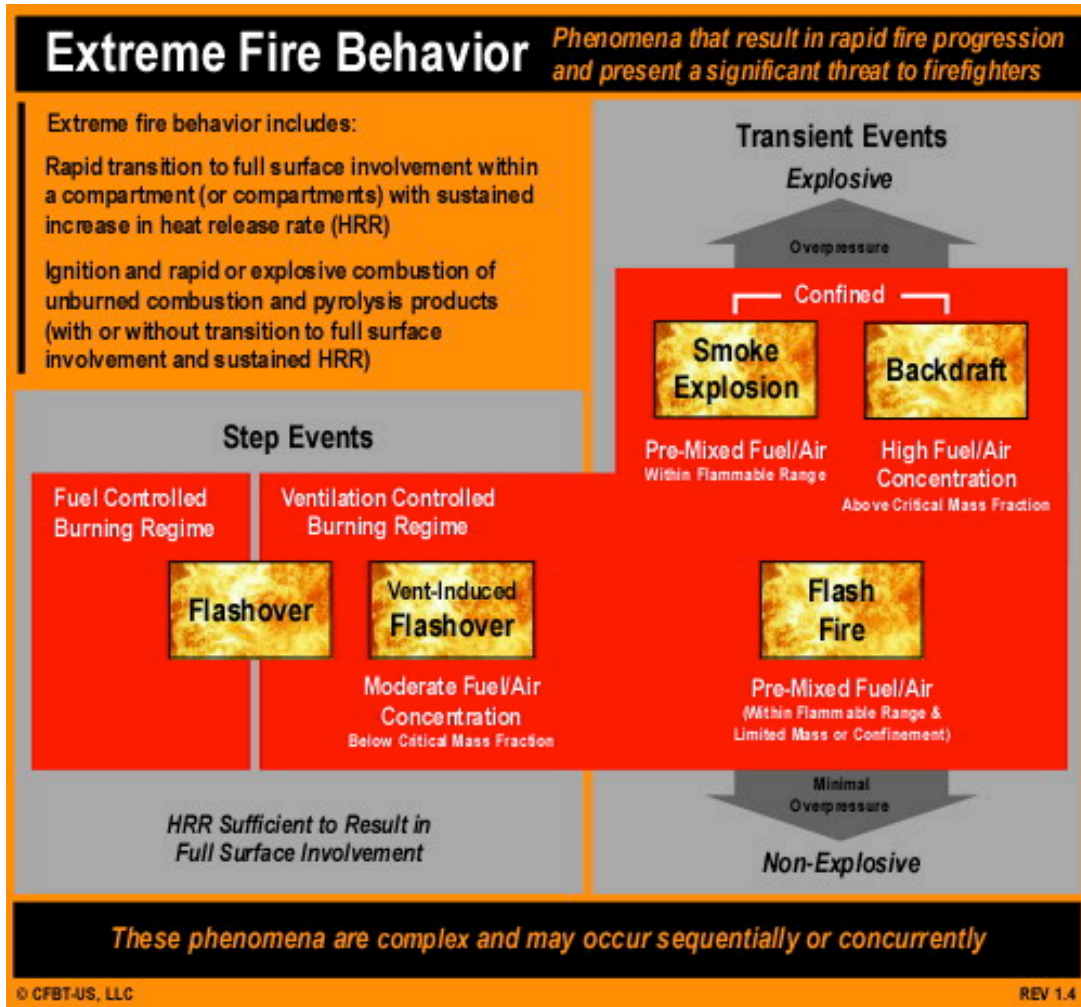 Extreme Fire Behavior
Phenomena that result in rapid fire progression
and present a significant threat to firefighters
Extreme fire behavior includes:
Rapid transition to full surface involvement within
a compartment (or compartments) with sustained
increase in heat release rate (HRR)
Ignition and rapid or explosive combustion of
unburned combustion and pyrolysis products
(with or without transition to full surface
involvement and sustained HRR)
Transient Events
Explosive
Overpressure
Confined
Smoke
Explosion
Backdraft
Pre-Mixed Fuel/Air
Within Flammable Range
High Fuel/Air
Concentration
Above Critical Mass Fraction
Step Events
Fuel Controlled
Burning Regime
Ventilation Controlled
Burning Regime
Flashover
Vent-Induced
Flashover
Moderate Fuel/Air
Concentration
Below Critical Mass Fraction
Flash
Fire
Pre-Mixed Fuel/Air
(Within Flammable Range &
Limited Mass or Confinement)
HRR Sufficient to Result in
Full Surface Involvement
Minimal
Overpressure
Non-Explosive
These phenomena are complex and may occur sequentially or concurrently
© CFBT-US, LLC
REV 1.4